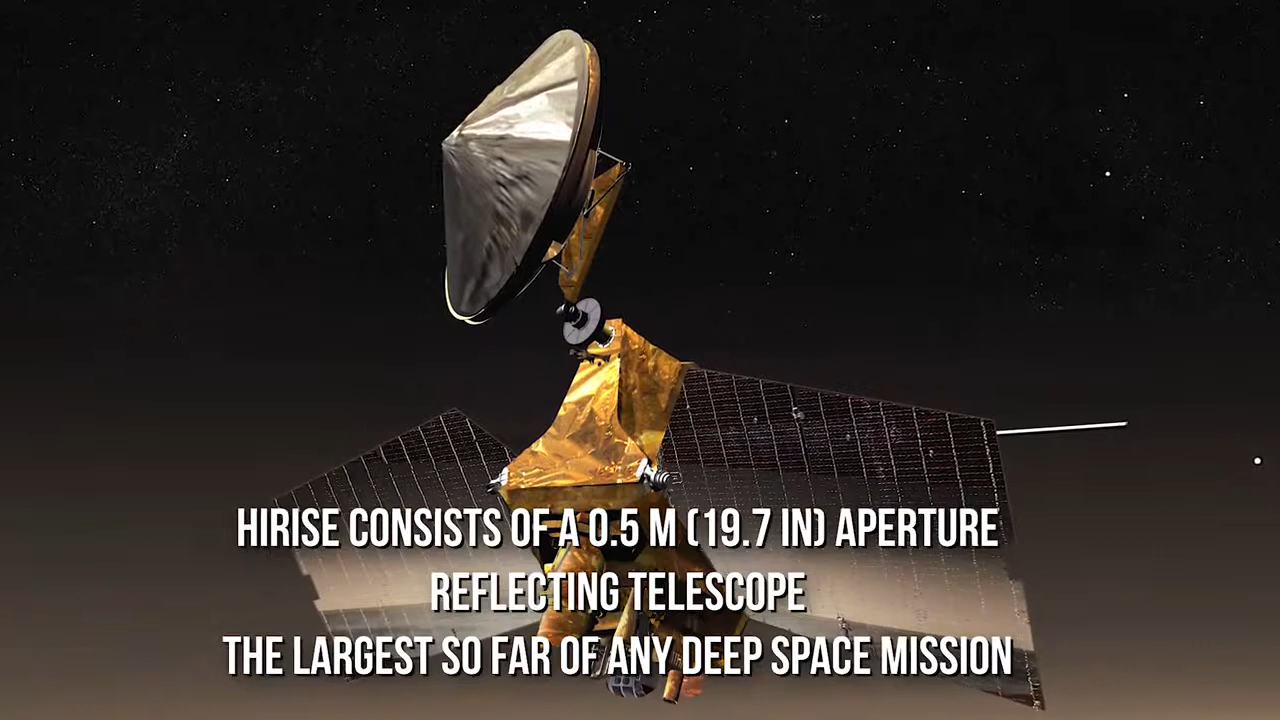 HIRISE CONSISTS OF A 0.5 M (19.7 IN) APERTURE
REFLECTING TELESCOPE
THE LARGEST SO FAR OF ANY DEEP SPACE MISSION